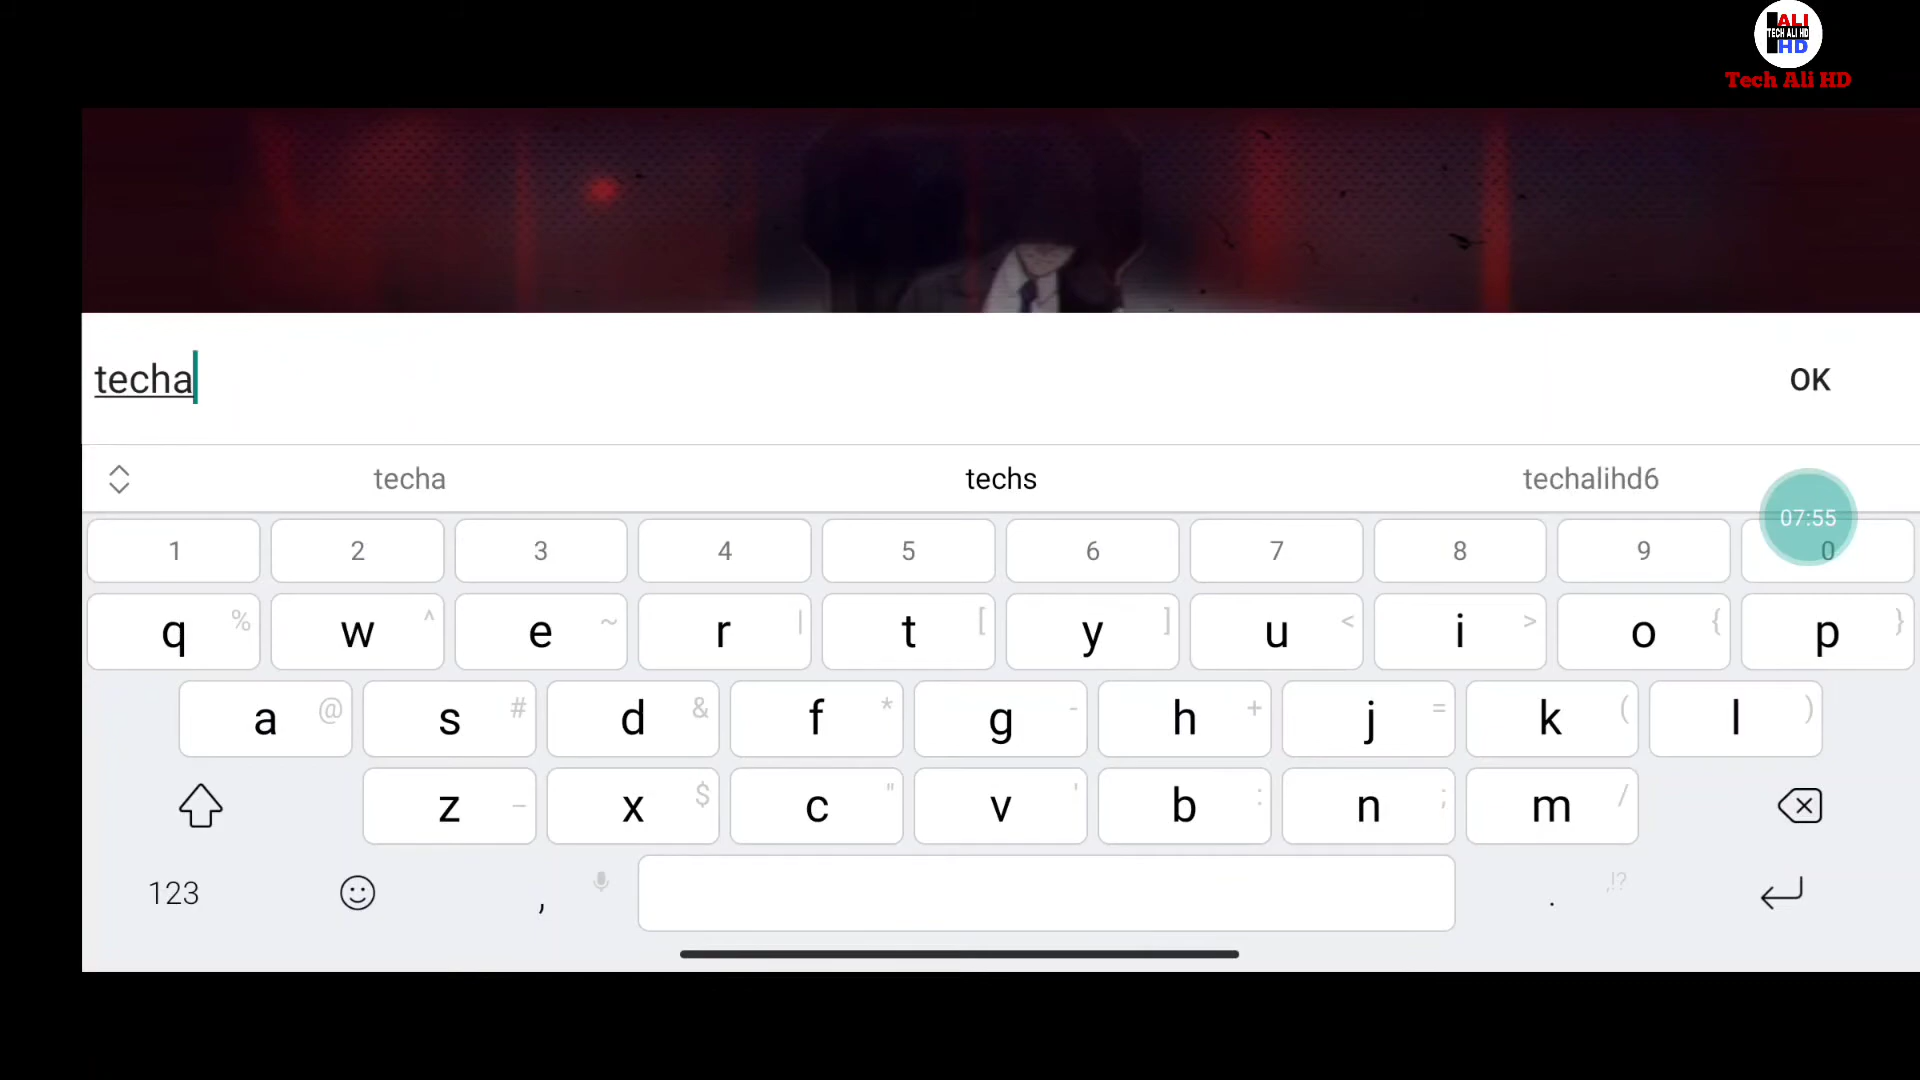 ALI
TECH ALI HD
HD
Tech Ali HD
techa
OK
techa techs techalihd6
07:55
1 2 3 4 5 6 7 8 9 0
q % w ^ e ~ r | t [ y ] u < i > o { p }
a @ s # d & f * g - h + j = k ( l )
z _ x $ c " v ' b : n ; m /
123 , . ,!?